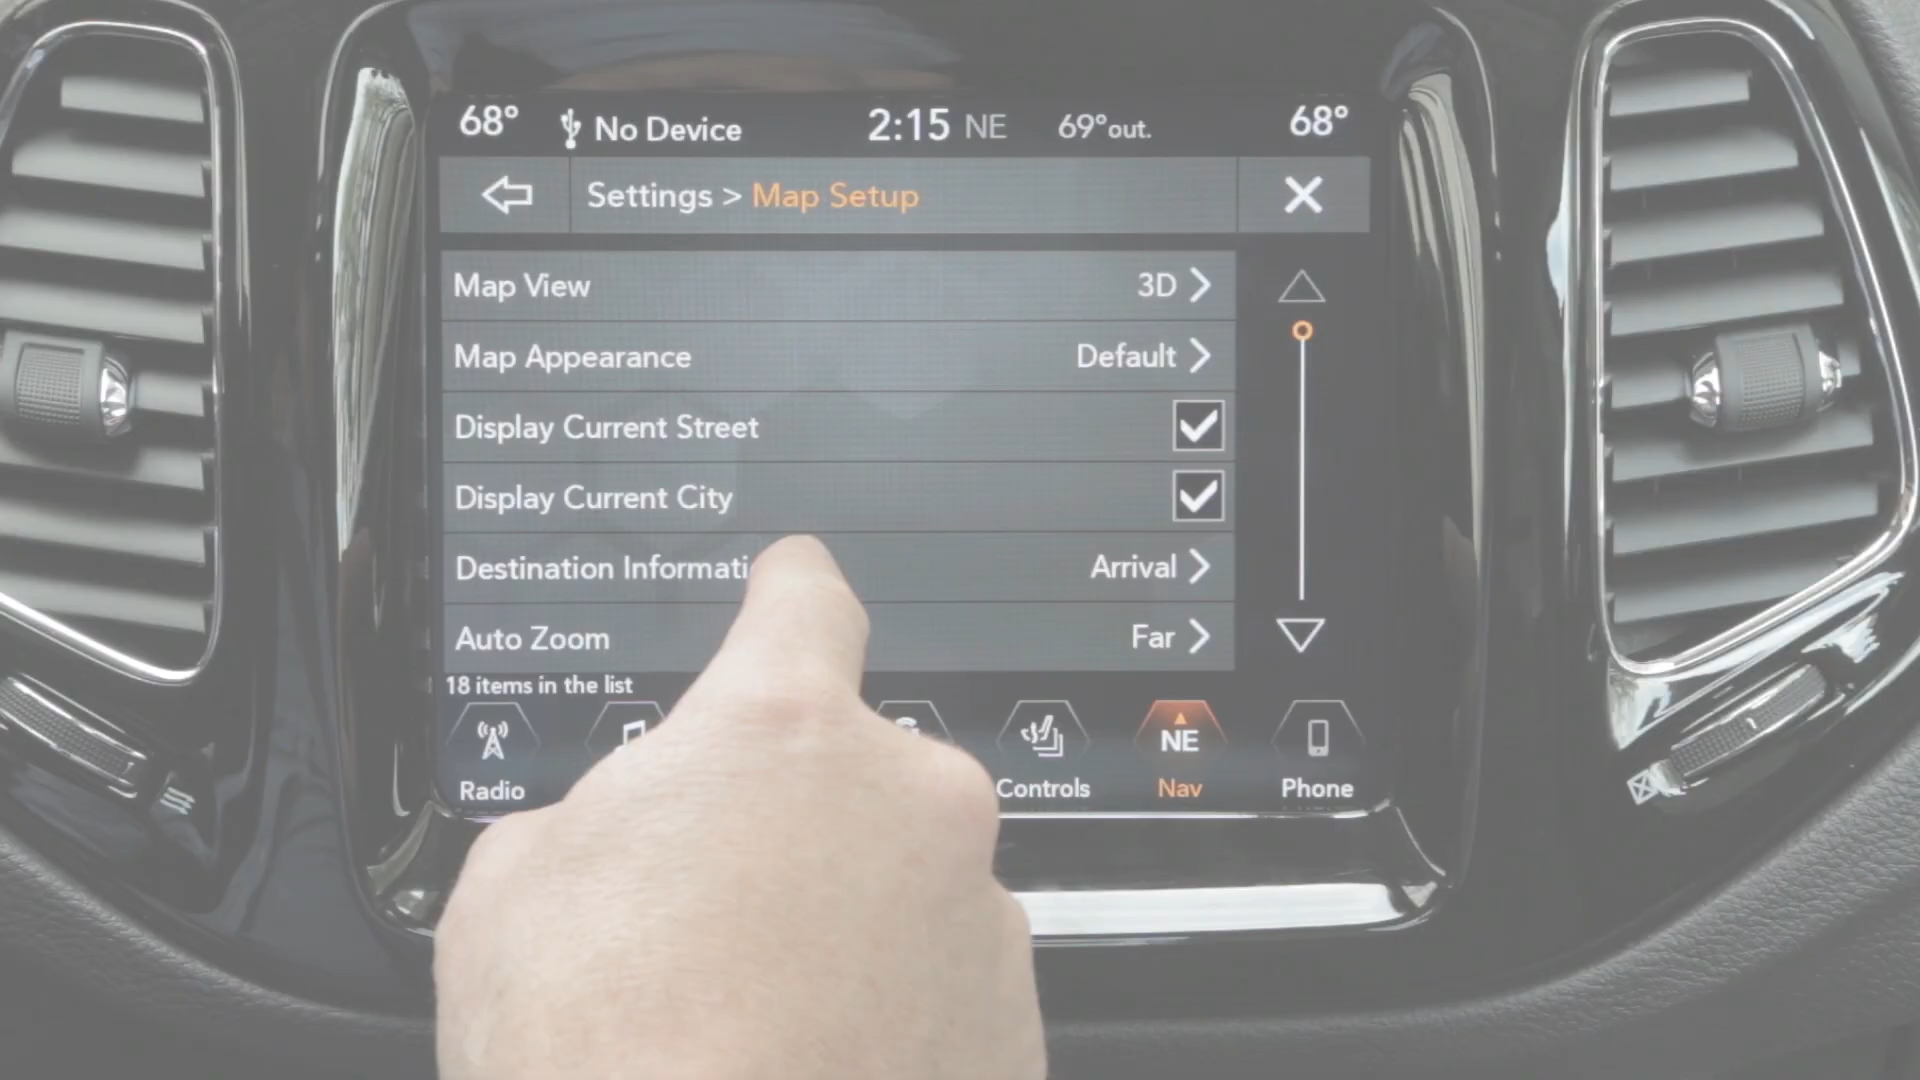 68° No Device 2:15 NE 69°out. 68°
Settings > Map Setup
Map View 3D
Map Appearance Default
Display Current Street
Display Current City
Destination Informati Arrival
Auto Zoom Far
18 items in the list
NE
Radio Controls Nav Phone